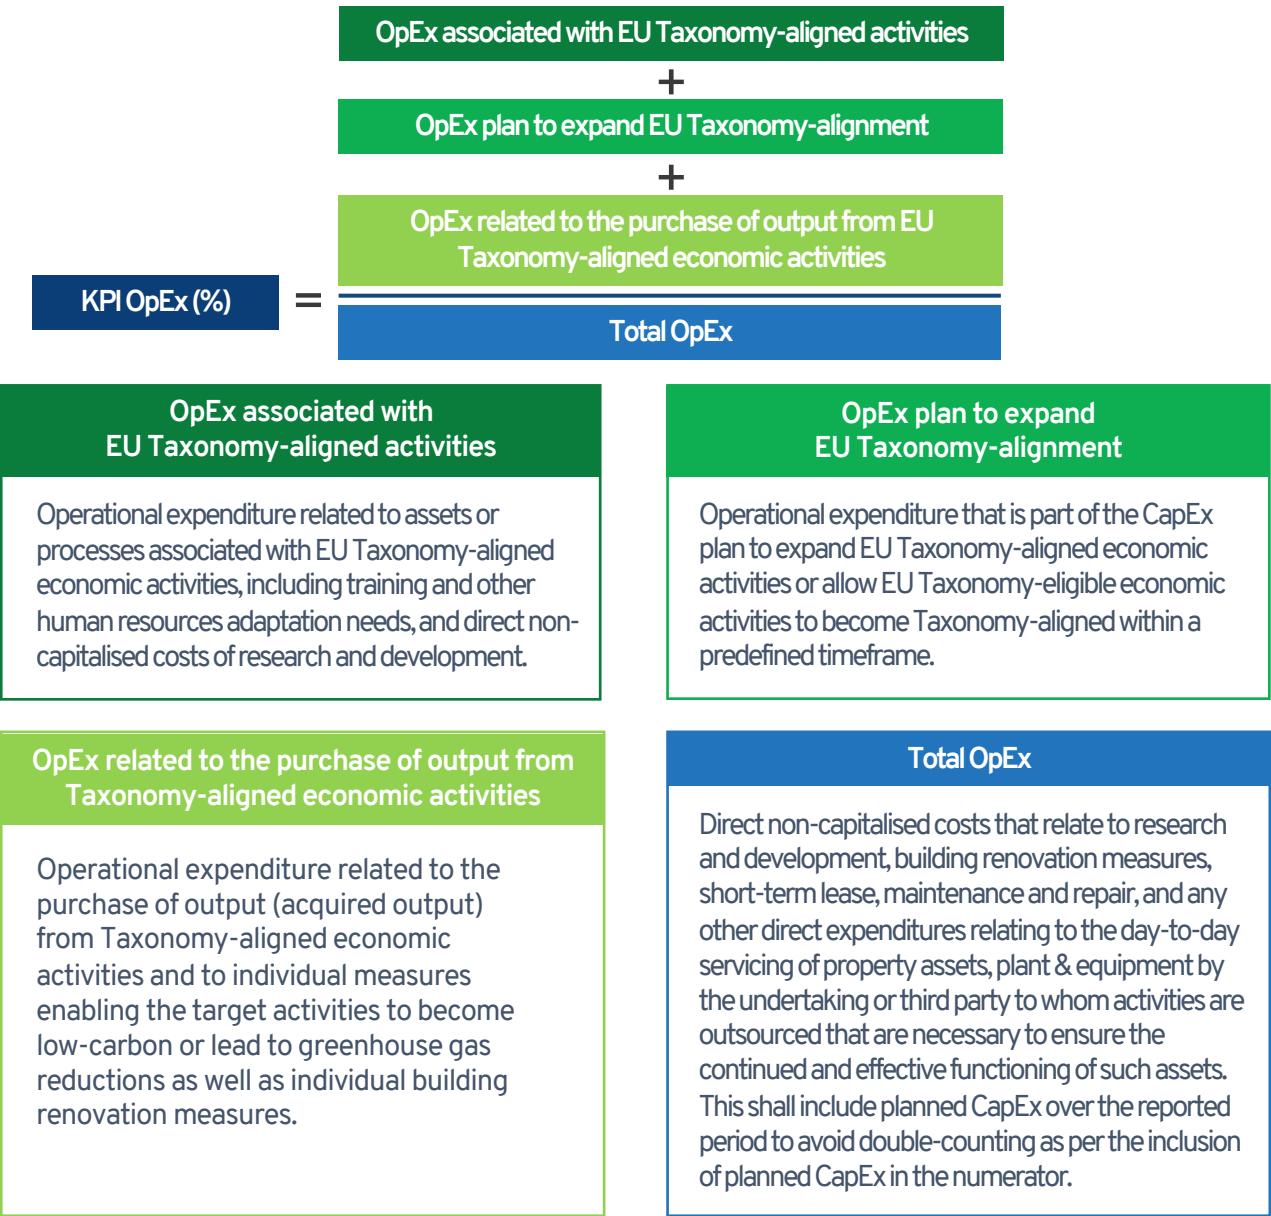 OpEx associated with EU Taxonomy-aligned activities
+
OpEx plan to expand EU Taxonomy-alignment
+
OpEx related to the purchase of output from EU
Taxonomy-aligned economic activities
KPI OpEx (%)
=
Total OpEx
OpEx associated with
EU Taxonomy-aligned activities
Operational expenditure related to assets or
processes associated with EU Taxonomy-aligned
economic activities, including training and other
human resources adaptation needs, and direct non-
capitalised costs of research and development.
OpEx plan to expand
EU Taxonomy-alignment
Operational expenditure that is part of the CapEx
plan to expand EU Taxonomy-aligned economic
activities or allow EU Taxonomy-eligible economic
activities to become Taxonomy-aligned within a
predefined timeframe.
OpEx related to the purchase of output from
Taxonomy-aligned economic activities
Operational expenditure related to the
purchase of output (acquired output)
from Taxonomy-aligned economic
activities and to individual measures
enabling the target activities to become
low-carbon or lead to greenhouse gas
reductions as well as individual building
renovation measures.
Total OpEx
Direct non-capitalised costs that relate to research
and development, building renovation measures,
short-term lease, maintenance and repair, and any
other direct expenditures relating to the day-to-day
servicing of property assets, plant & equipment by
the undertaking or third party to whom activities are
outsourced that are necessary to ensure the
continued and effective functioning of such assets.
This shall include planned CapEx over the reported
period to avoid double-counting as per the inclusion
of planned CapEx in the numerator.